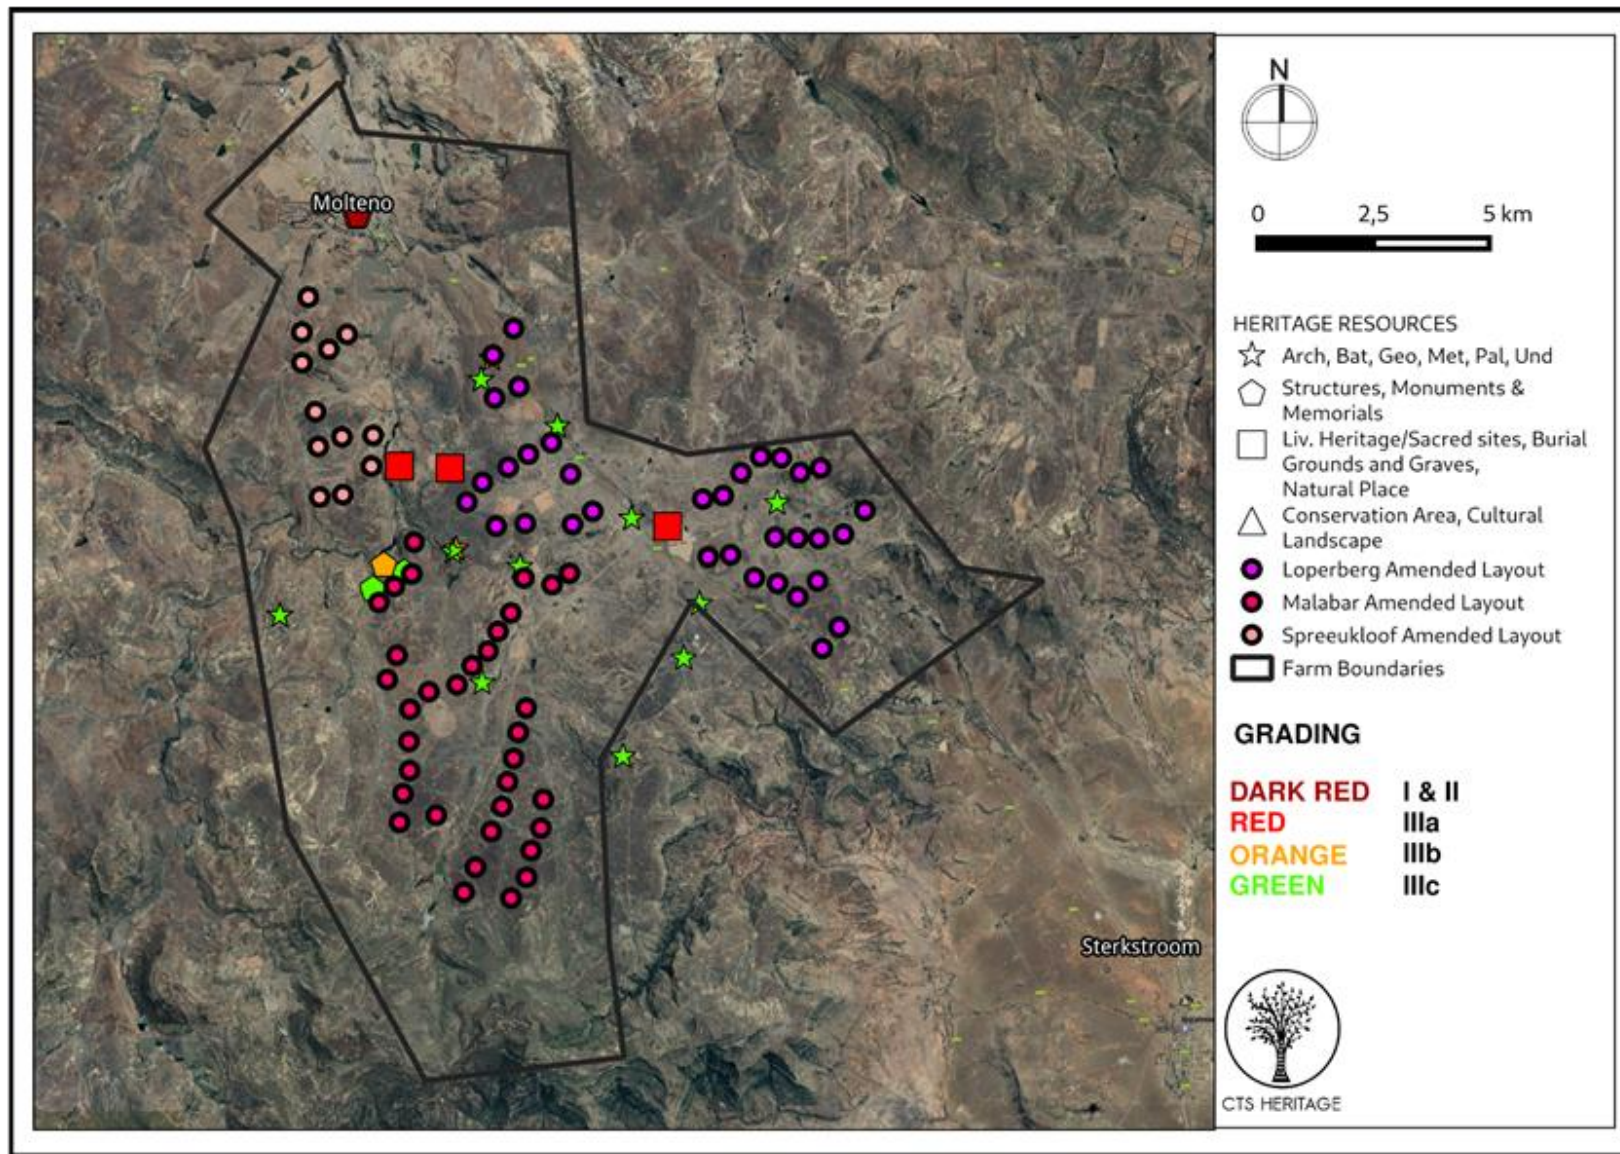 Molteno
Sterkstroom
N
0 2,5 5 km
HERITAGE RESOURCES
Arch, Bat, Geo, Met, Pal, Und
Structures, Monuments &
Memorials
Liv. Heritage/Sacred sites, Burial
Grounds and Graves,
Natural Place
Conservation Area, Cultural
Landscape
Loperberg Amended Layout
Malabar Amended Layout
Spreeukloof Amended Layout
Farm Boundaries
GRADING
DARK RED I & II
RED IIIa
ORANGE IIIb
GREEN IIIc
CTS HERITAGE